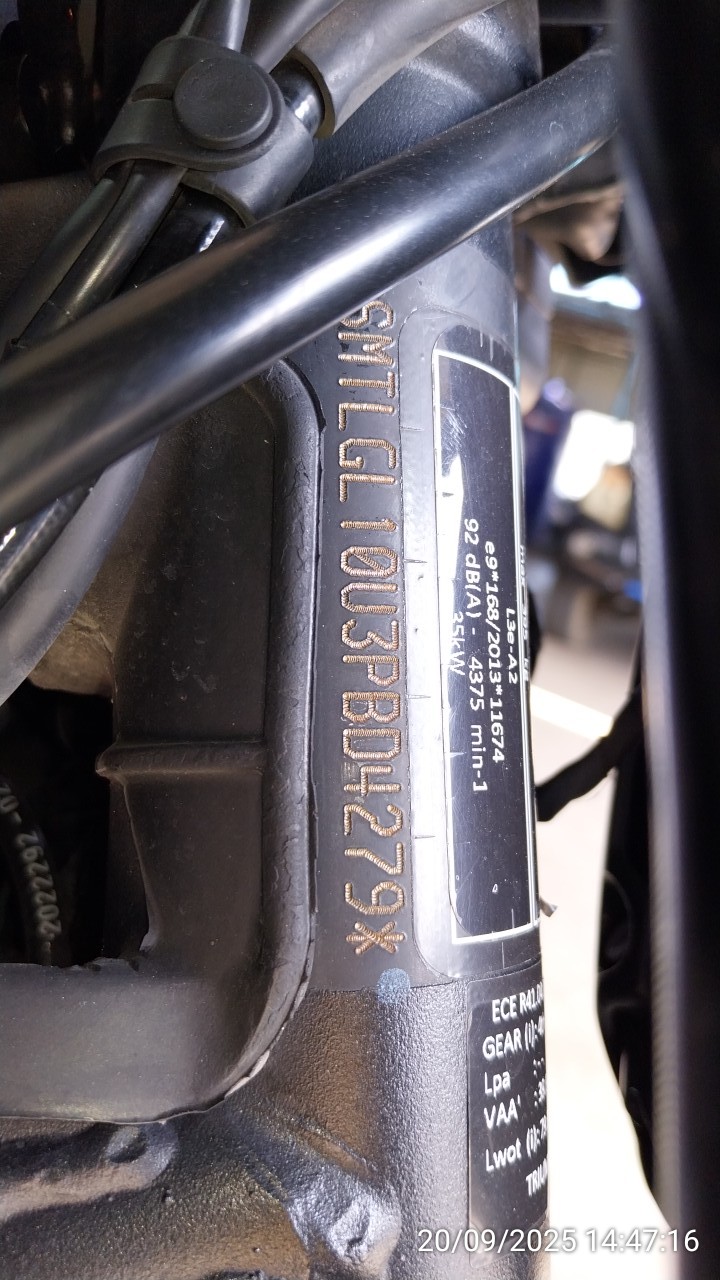 SMTLGL10U3PBD4279*
L3e-A2
e9*168/2013*11674
92 dB(A) - 4375 min-1
35kW
ECE
GEAR (i):
Lpa :
VAA' :
Lwot (i):
20/09/2025 14:47:16